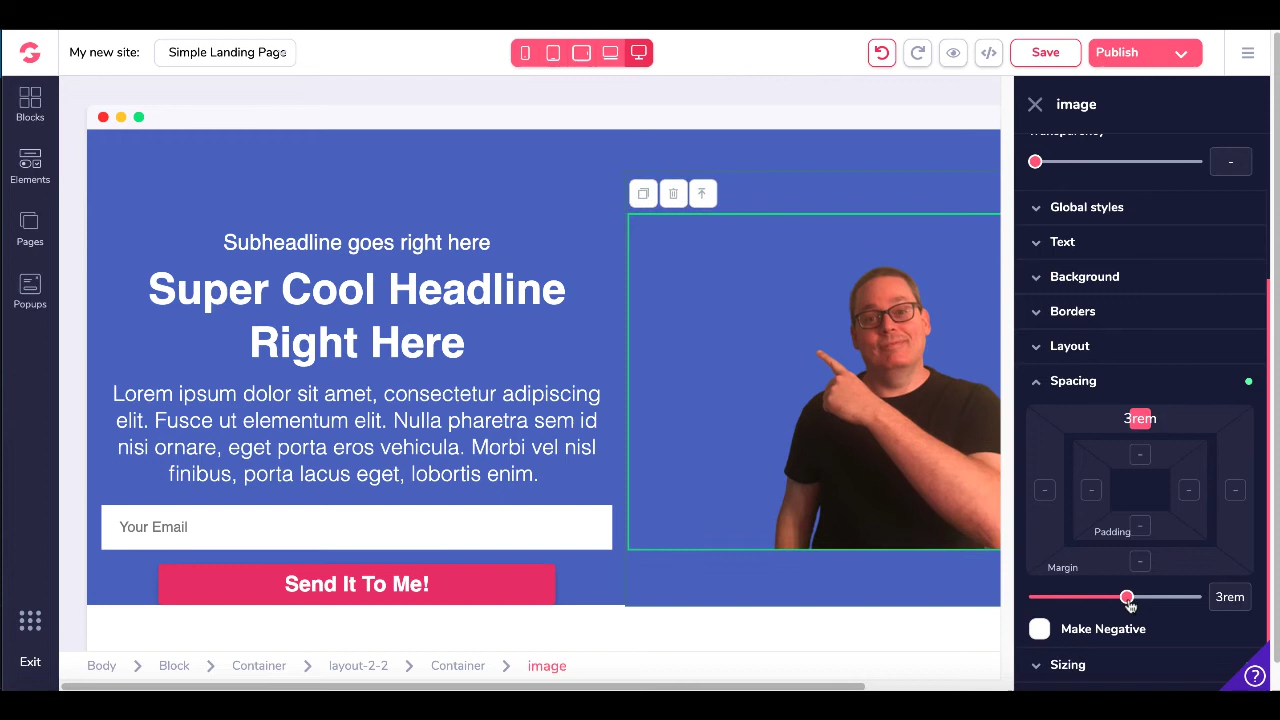 My new site:
Simple Landing Page
Save
Publish
Blocks
Elements
Pages
Popups
Exit
Subheadline goes right here
Super Cool Headline
Right Here
Lorem ipsum dolor sit amet, consectetur adipiscing
elit. Fusce ut elementum elit. Nulla pharetra sem id
nisi ornare, eget porta eros vehicula. Morbi vel nisl
finibus, porta lacus eget, lobortis enim.
Your Email
Send It To Me!
Body
Block
Container
layout-2-2
Container
image
image
Transparency
-
Global styles
Text
Background
Borders
Layout
Spacing
3rem
-
- - - -
Padding -
Margin -
3rem
Make Negative
Sizing
?